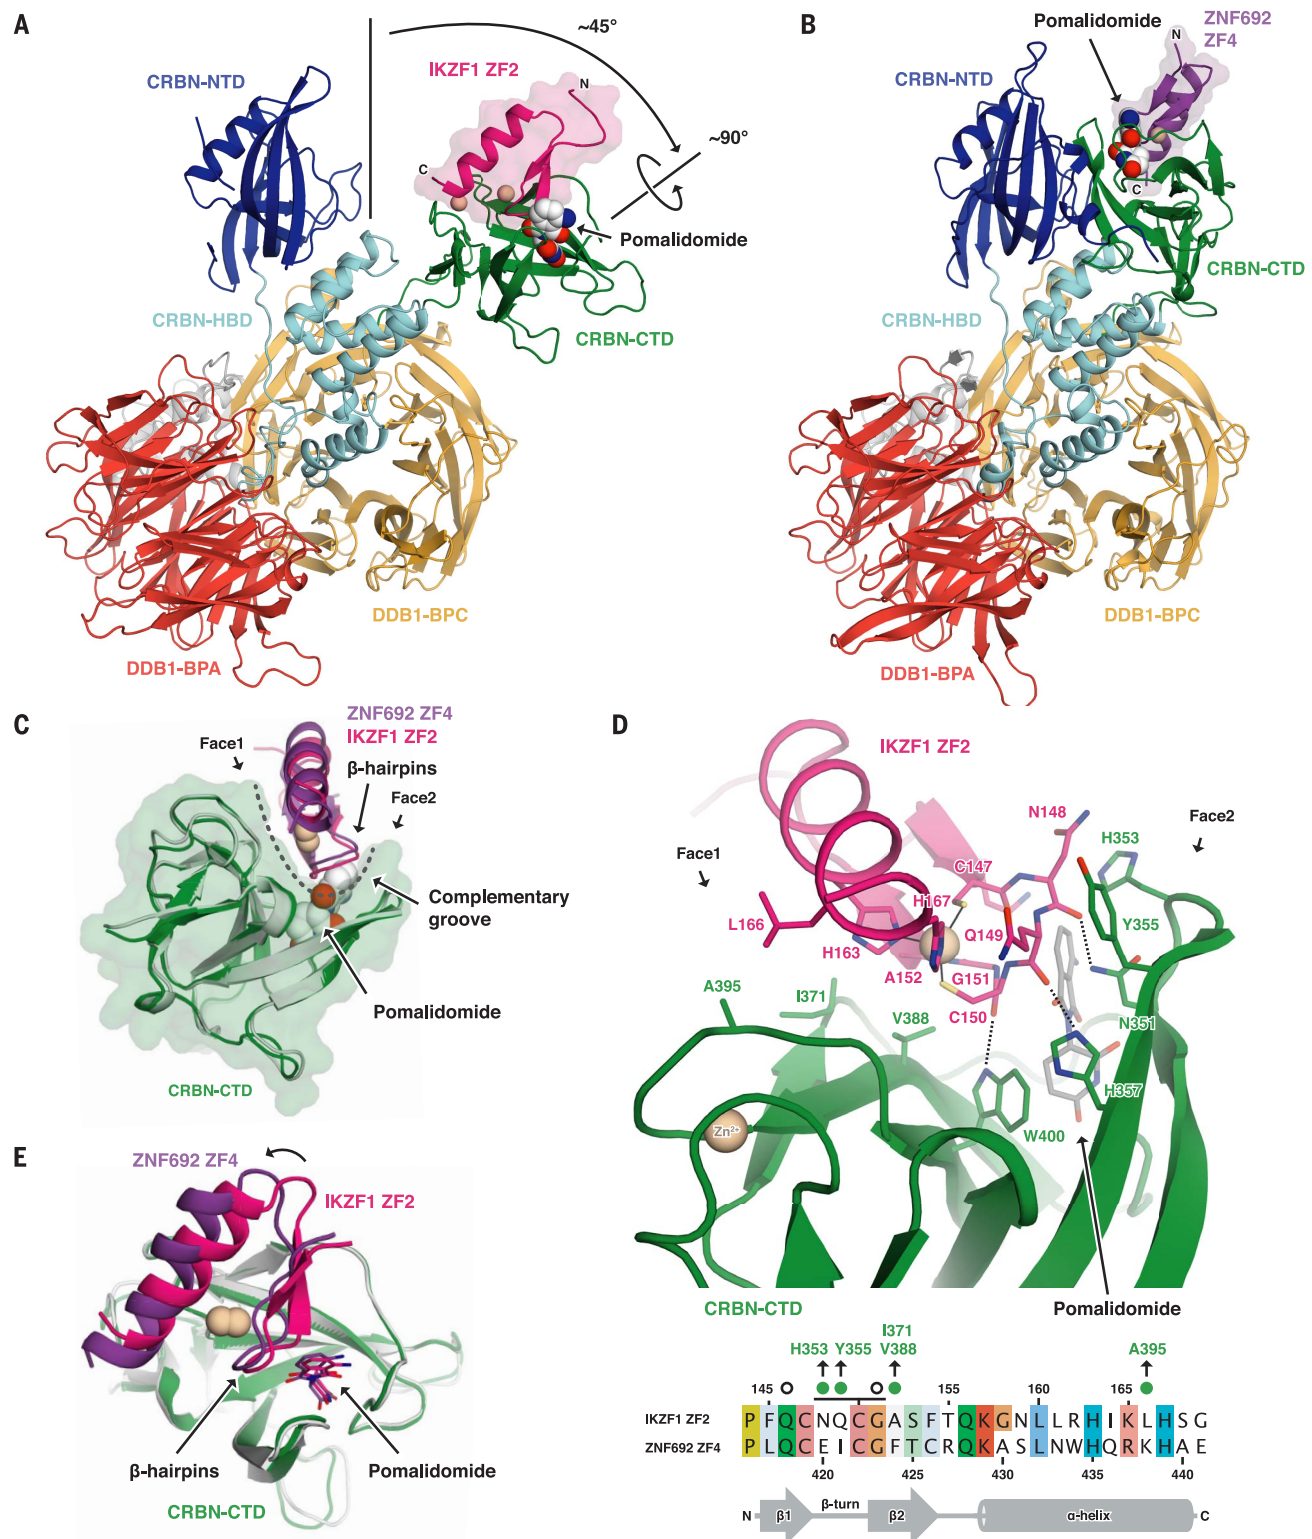 A
~45°
IKZF1 ZF2
N
CRBN-NTD
~90°
C
Pomalidomide
CRBN-HBD
CRBN-CTD
DDB1-BPC
DDB1-BPA
B
Pomalidomide
ZNF692
ZF4
N
CRBN-NTD
C
CRBN-CTD
CRBN-HBD
DDB1-BPC
DDB1-BPA
C
ZNF692 ZF4
IKZF1 ZF2
Face1
β-hairpins
Face2
Complementary
groove
Pomalidomide
CRBN-CTD
D
IKZF1 ZF2
N148
H353
Face2
Face1
C147
H167
L166
Q149
Y355
H163
A152
G151
A395
I371
C150
V388
N351
H357
Zn2+
W400
CRBN-CTD
Pomalidomide
E
ZNF692 ZF4
IKZF1 ZF2
β-hairpins
Pomalidomide
CRBN-CTD
I371
H353 Y355 V388 A395
145 155 160 165
IKZF1 ZF2 PFQCNQCGASFTQKGNLLRHIKLHSG
ZNF692 ZF4 PLQCEICGFTCRQKASLNWHQRKHAE
420 425 430 435 440
N β1 β-turn β2 α-helix C